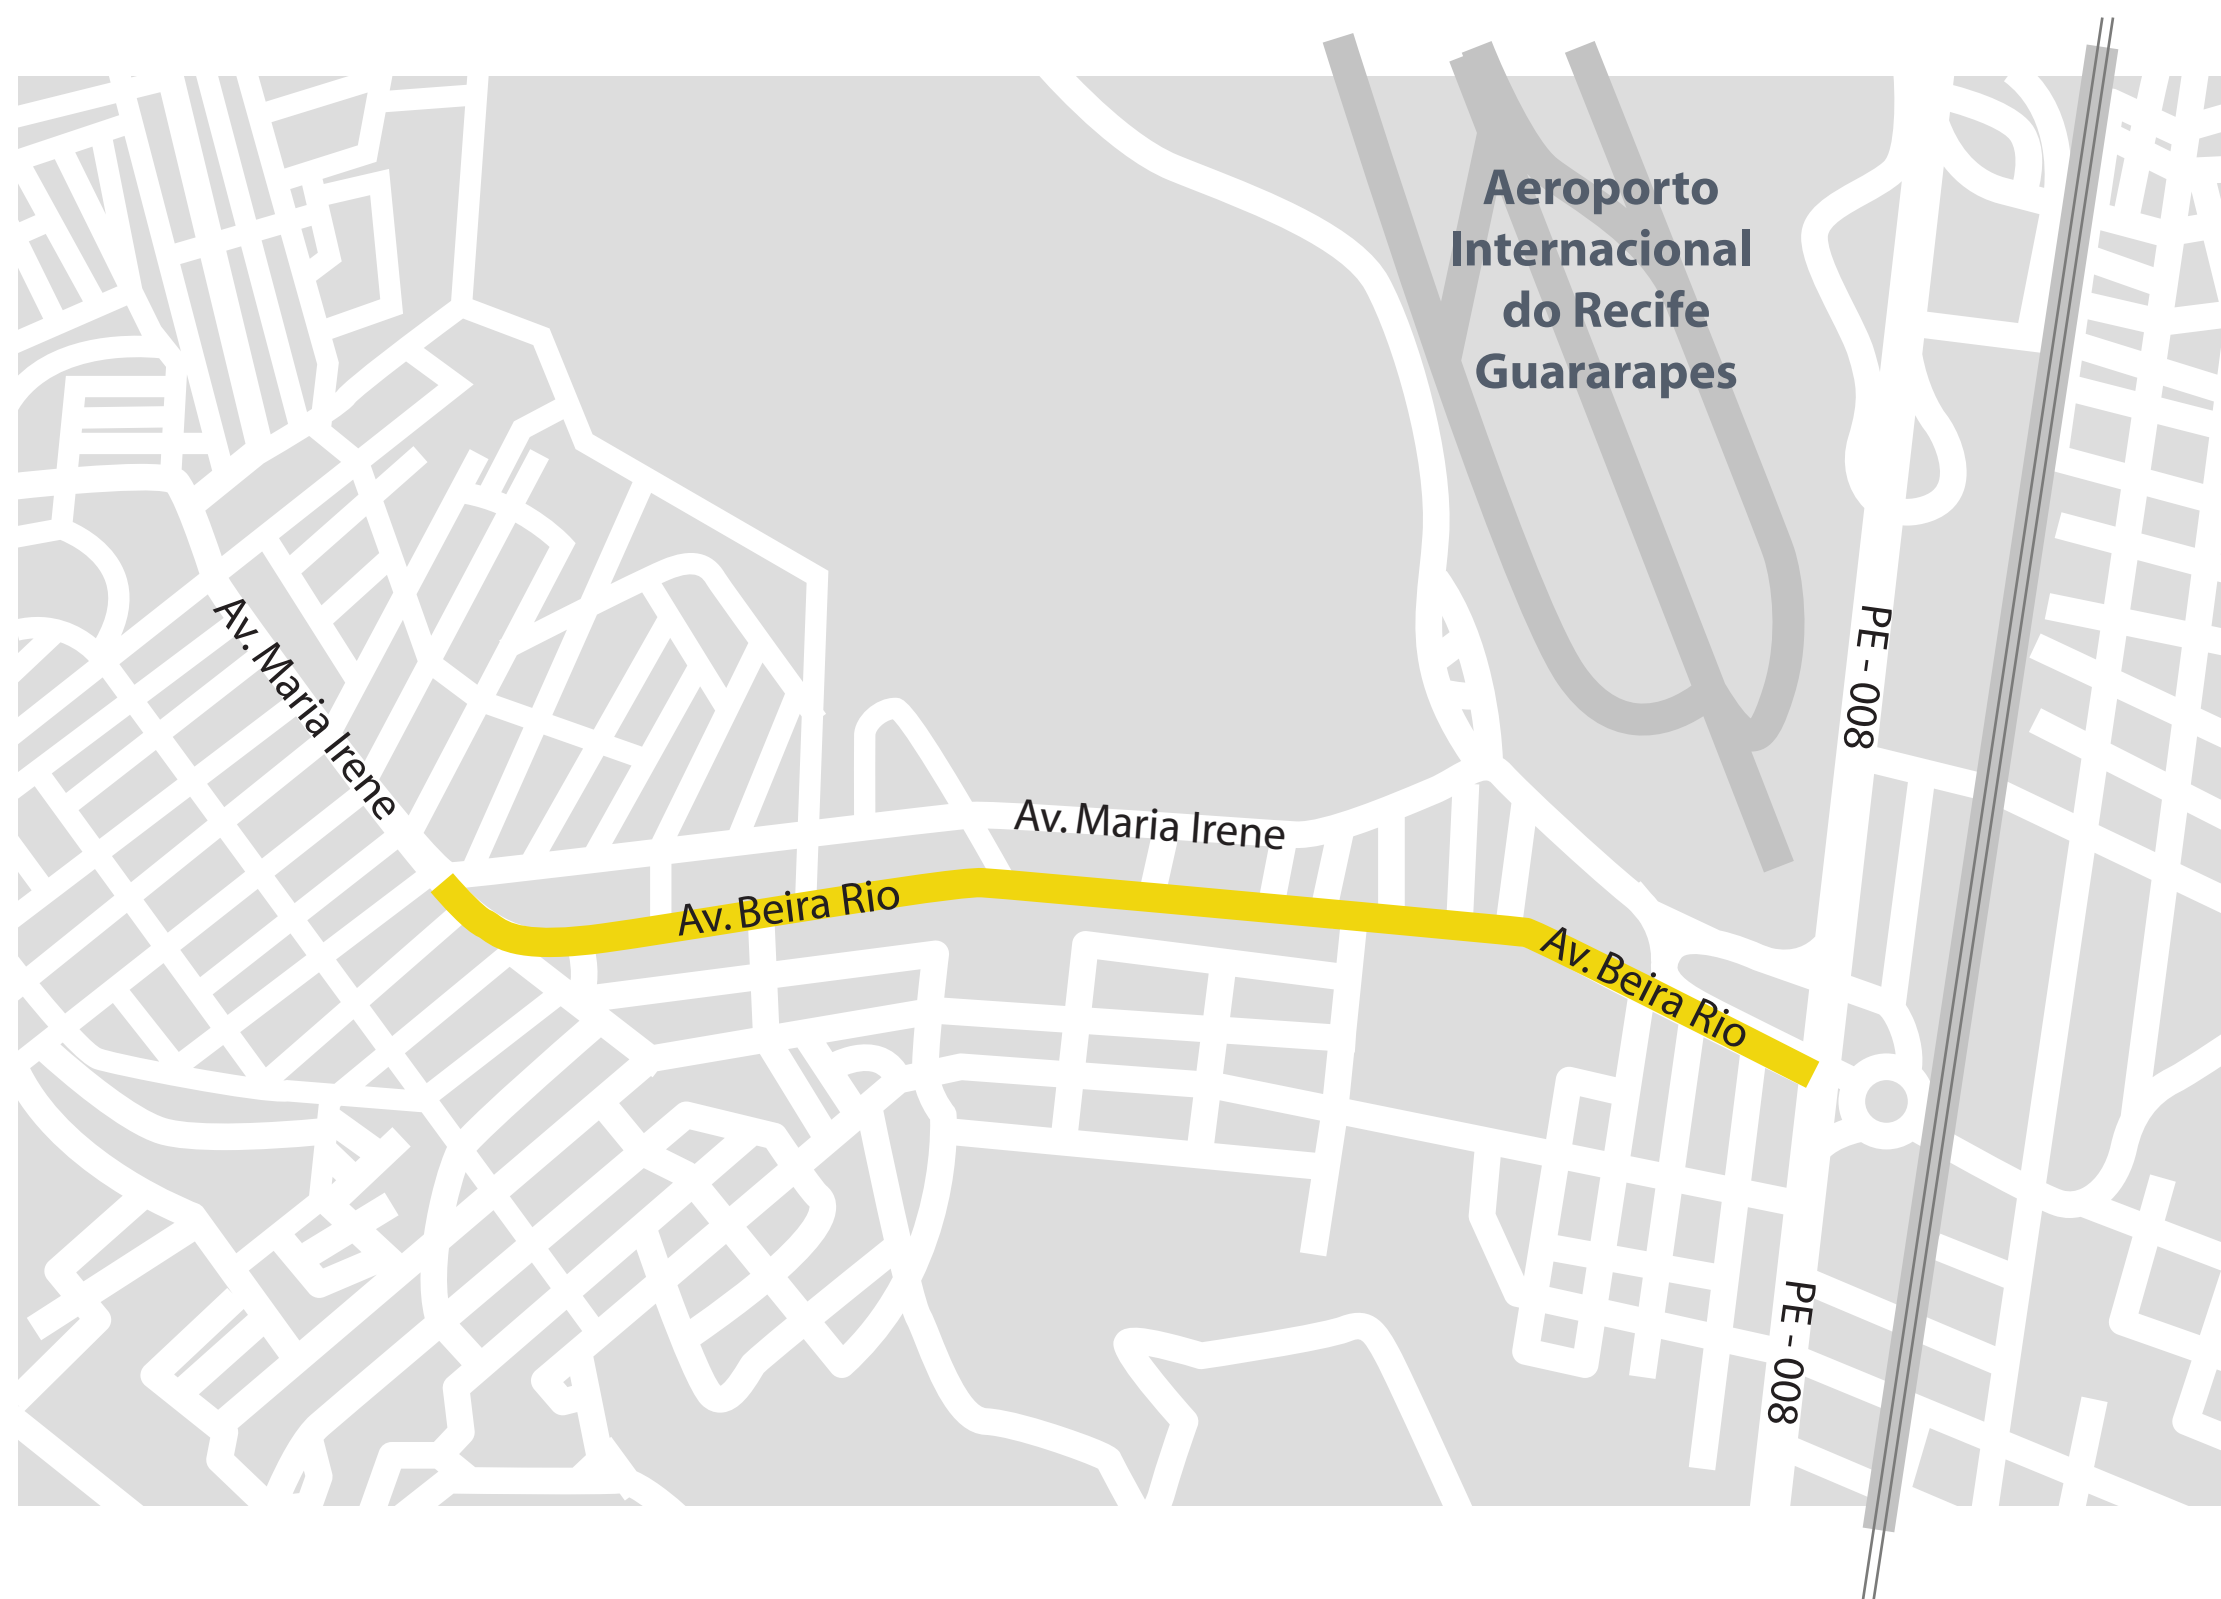 Aeroporto
Internacional
do Recife
Guararapes
Av. Maria Irene
PE - 008
Av. Maria Irene
Av. Beira Rio
Av. Beira Rio
PE - 008